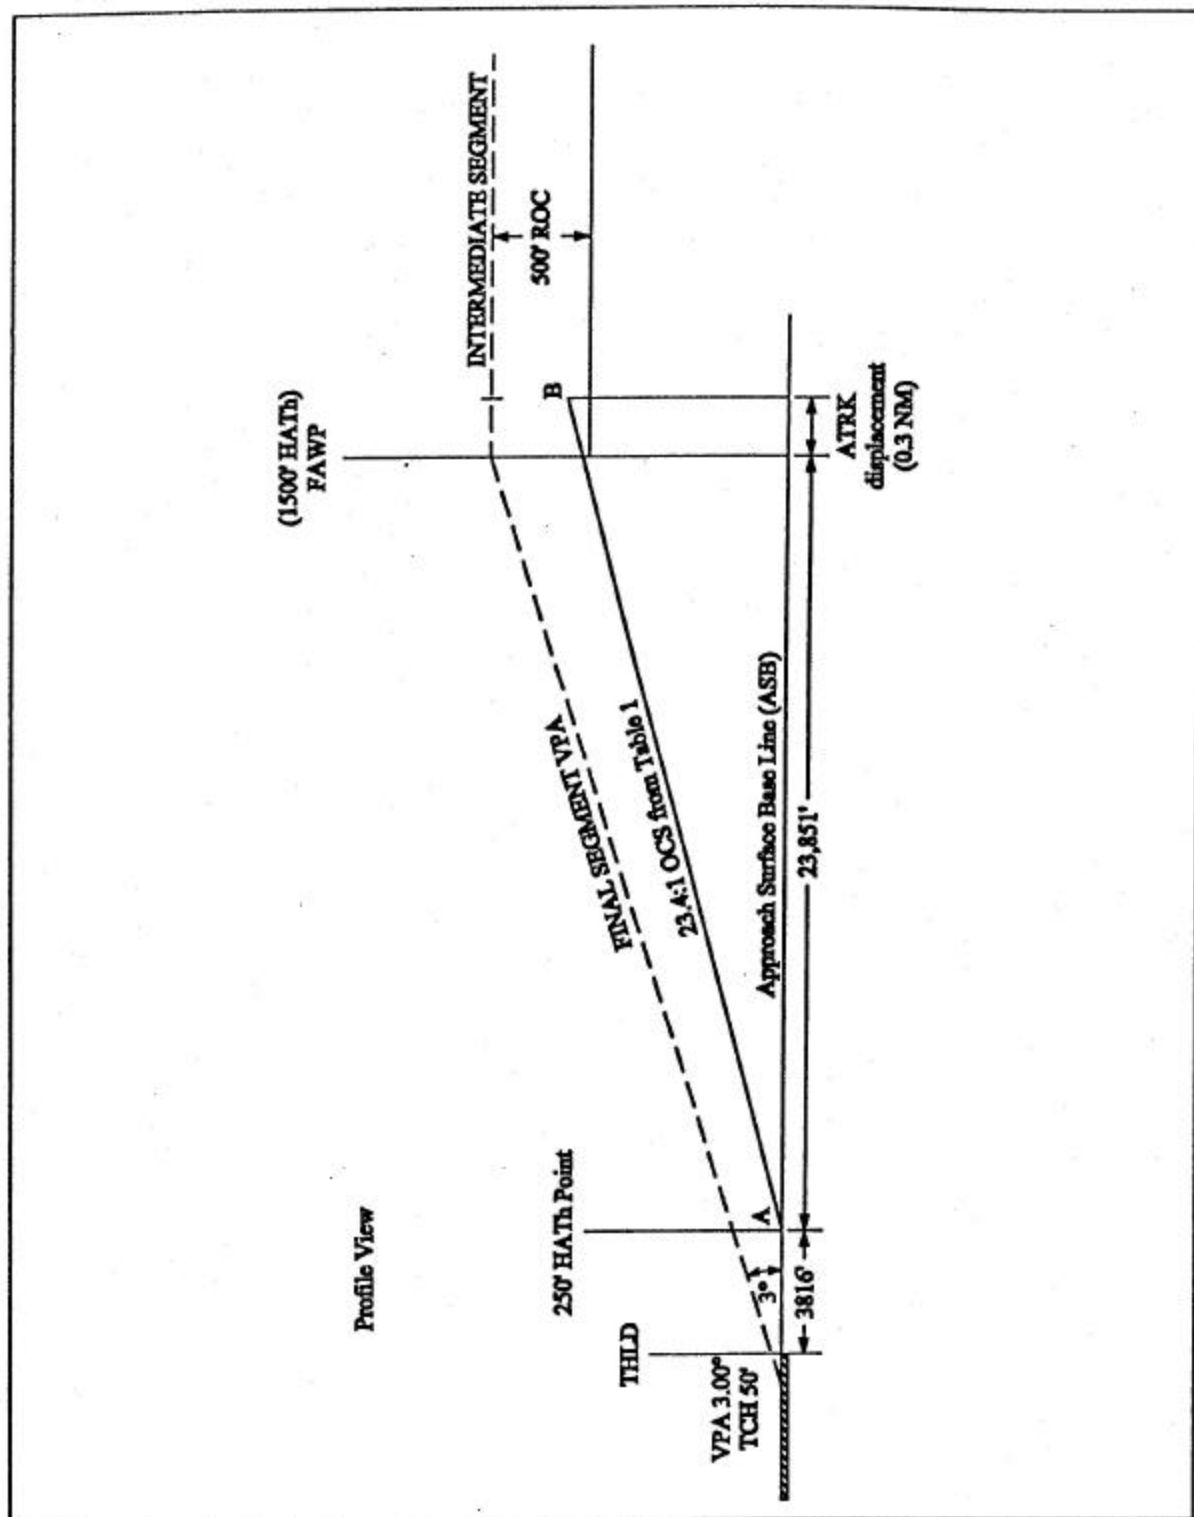 Profile View
(1500' HATh)
FAWP
250' HATh Point
THLD
INTERMEDIATE SEGMENT
500' ROC
B
FINAL SEGMENT VPA
23.4:1 OCS from Table 1
A
3°
VPA 3.00°
TCH 50'
Approach Surface Base Line (ASB)
3816'
23,851'
ATRK
displacement
(0.3 NM)